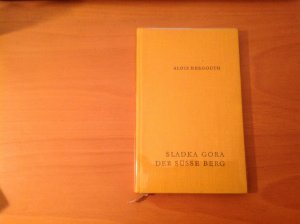 ALOIS HERGOUTH
SLADKA GORA
DER SÜSSE BERG